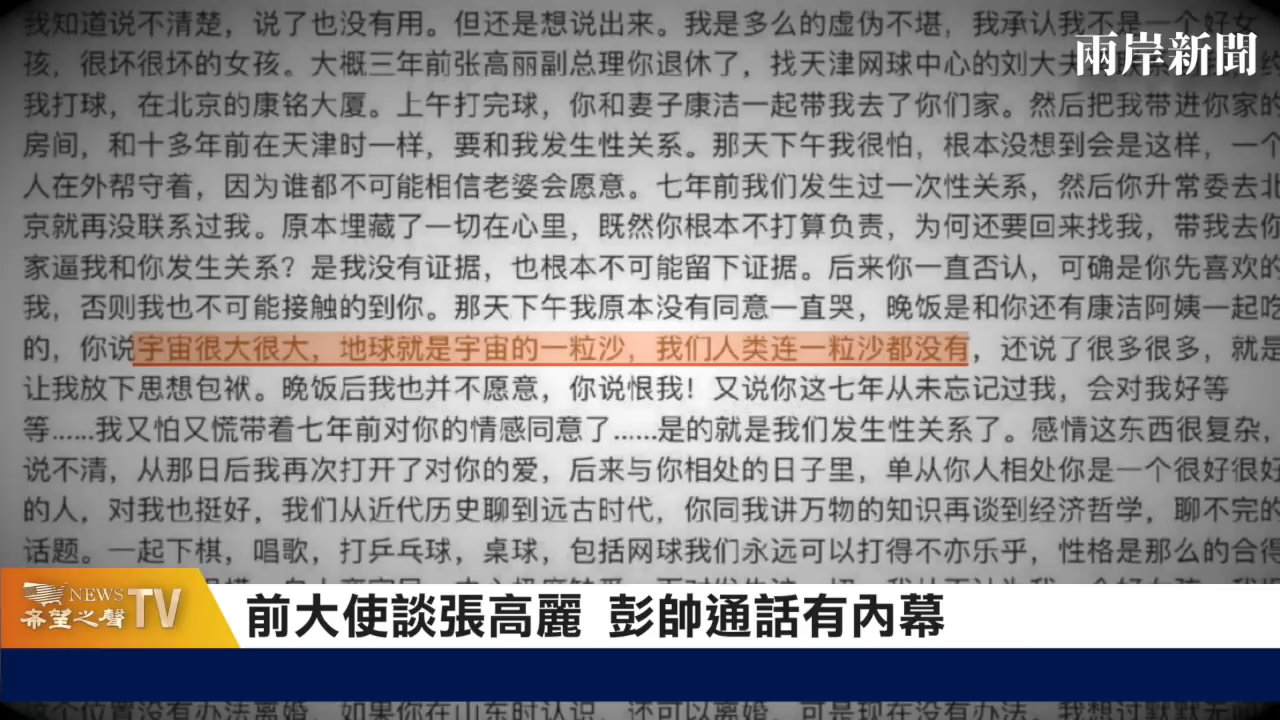 我知道说不清楚，说了也没有用。但还是想说出来。我是多么的虚伪不堪，我承认我不是一个好女
兩岸新聞
孩，很坏很坏的女孩。大概三年前张高丽副总理你退休了，找天津网球中心的刘大夫
我打球，在北京的康铭大厦。上午打完球，你和妻子康洁一起带我去了你们家。然后把我带进你家的
房间，和十多年前在天津时一样，要和我发生性关系。那天下午我很怕，根本没想到会是这样，一个
人在外帮守着，因为谁都不可能相信老婆会愿意。七年前我们发生过一次性关系，然后你升常委去北
京就再没联系过我。原本埋藏了一切在心里，既然你根本不打算负责，为何还要回来找我，带我去你
家逼我和你发生关系？是我没有证据，也根本不可能留下证据。后来你一直否认，可确是你先喜欢的
我，否则我也不可能接触的到你。那天下午我原本没有同意一直哭，晚饭是和你还有康洁阿姨一起吃
的，你说宇宙很大很大，地球就是宇宙的一粒沙，我们人类连一粒沙都没有，还说了很多很多，就是
让我放下思想包袱。晚饭后我也并不愿意，你说恨我！又说你这七年从未忘记过我，会对我好等
等……我又怕又慌带着七年前对你的情感同意了……是的就是我们发生性关系了。感情这东西很复杂，
说不清，从那日后我再次打开了对你的爱，后来与你相处的日子里，单从你人相处你是一个很好很好
的人，对我也挺好，我们从近代历史聊到远古时代，你同我讲万物的知识再谈到经济哲学，聊不完的
话题。一起下棋，唱歌，打乒乓球，桌球，包括网球我们永远可以打得不亦乐乎，性格是那么的合得
NEWS
希望之聲 TV
前大使談張高麗 彭帥通話有內幕